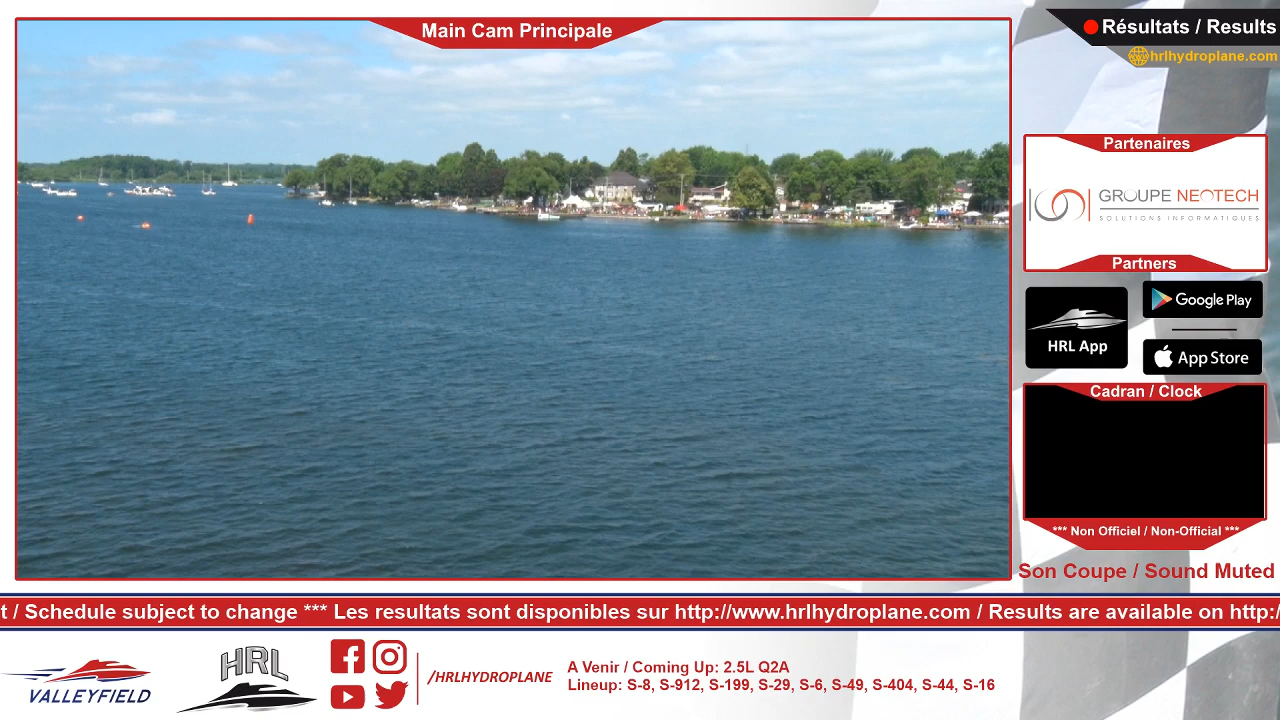 Main Cam Principale
Résultats / Results
hrlhydroplane.com
Partenaires
GROUPE NEOTECH
SOLUTIONS INFORMATIQUES
Partners
HRL App
Google Play
App Store
Cadran / Clock
*** Non Officiel / Non-Official ***
Son Coupe / Sound Muted
t / Schedule subject to change *** Les resultats sont disponibles sur http://www.hrlhydroplane.com / Results are available on http:/
VALLEYFIELD
HRL
/HRLHYDROPLANE
A Venir / Coming Up: 2.5L Q2A
Lineup: S-8, S-912, S-199, S-29, S-6, S-49, S-404, S-44, S-16